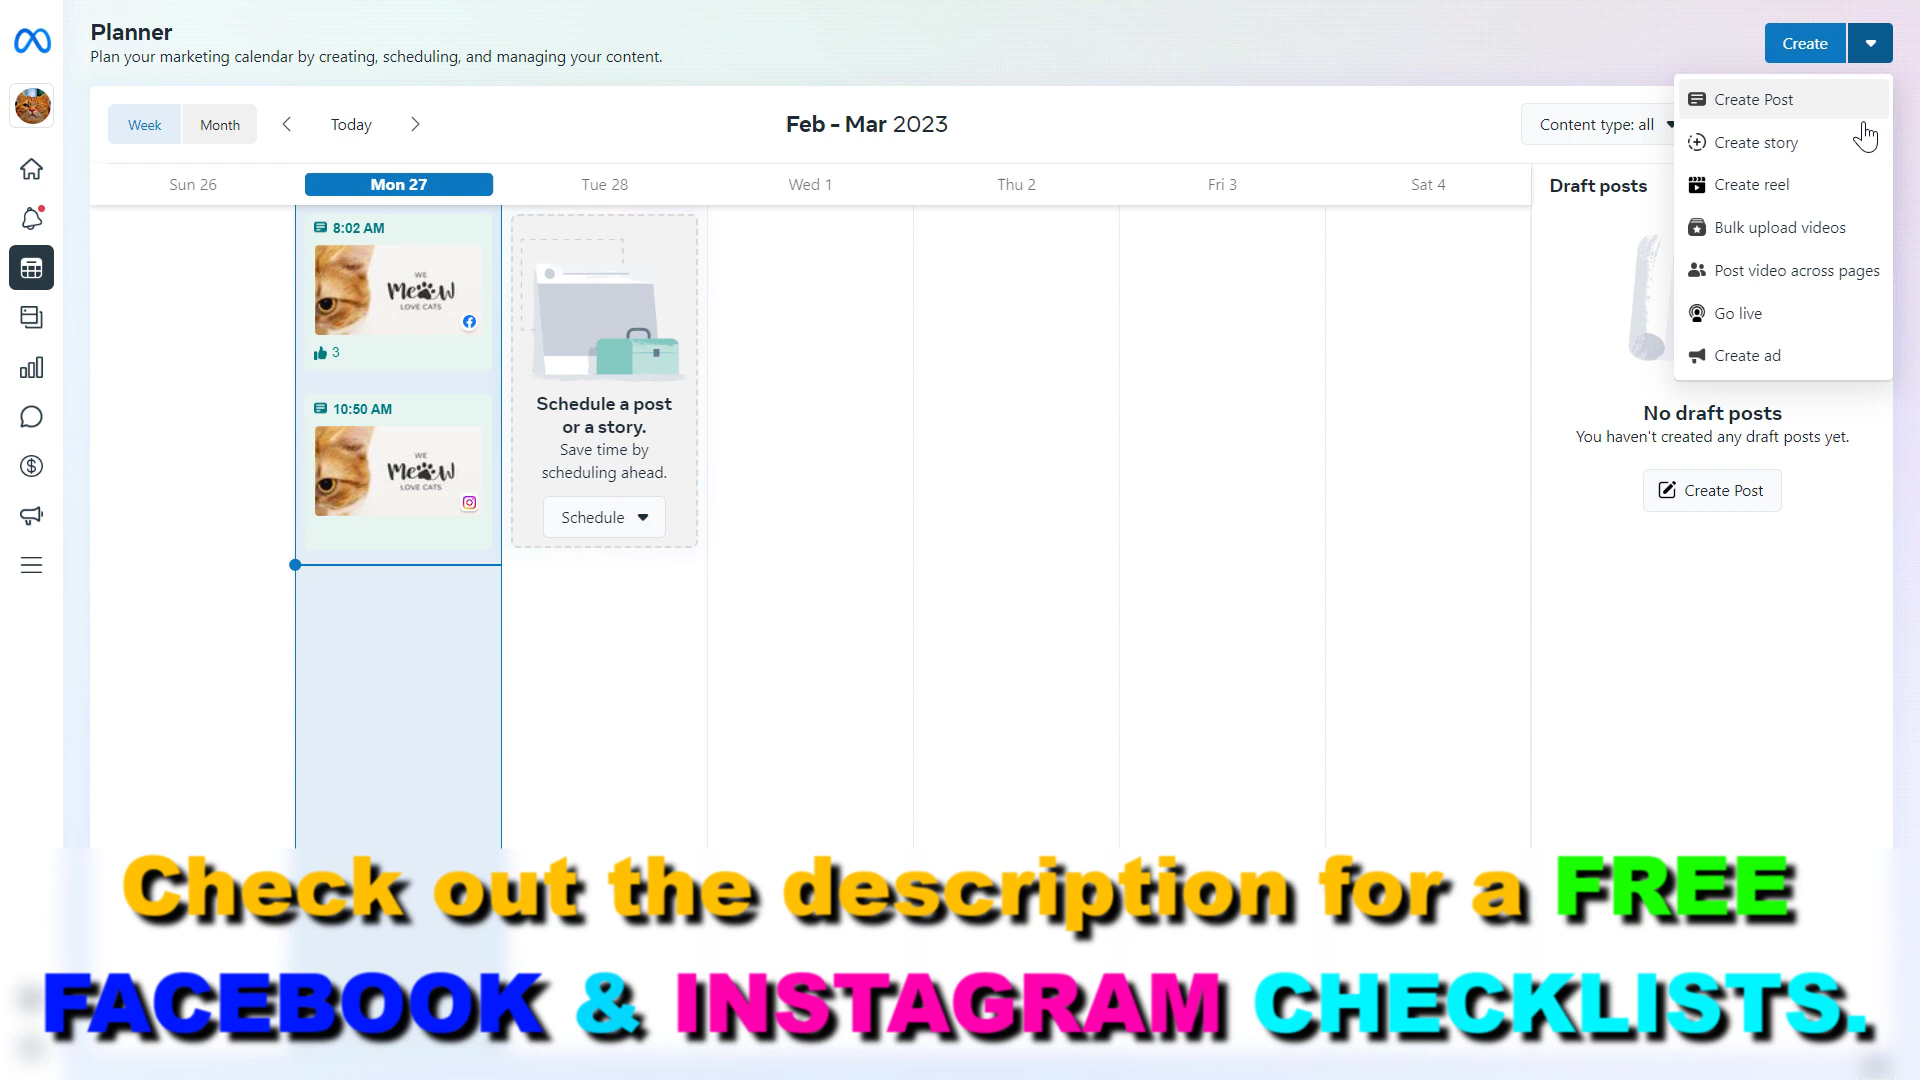 Planner
Plan your marketing calendar by creating, scheduling, and managing your content.
Create
Week
Month
Today
Feb - Mar 2023
Content type: all
Create Post
Create story
Create reel
Bulk upload videos
Post video across pages
Go live
Create ad
Sun 26
Mon 27
Tue 28
Wed 1
Thu 2
Fri 3
Sat 4
Draft posts
8:02 AM
WE
MeoW
LOVE CATS
3
10:50 AM
WE
MeoW
LOVE CATS
Schedule a post
or a story.
Save time by
scheduling ahead.
Schedule
No draft posts
You haven't created any draft posts yet.
Create Post
Check out the description for a FREE
FACEBOOK & INSTAGRAM CHECKLISTS.